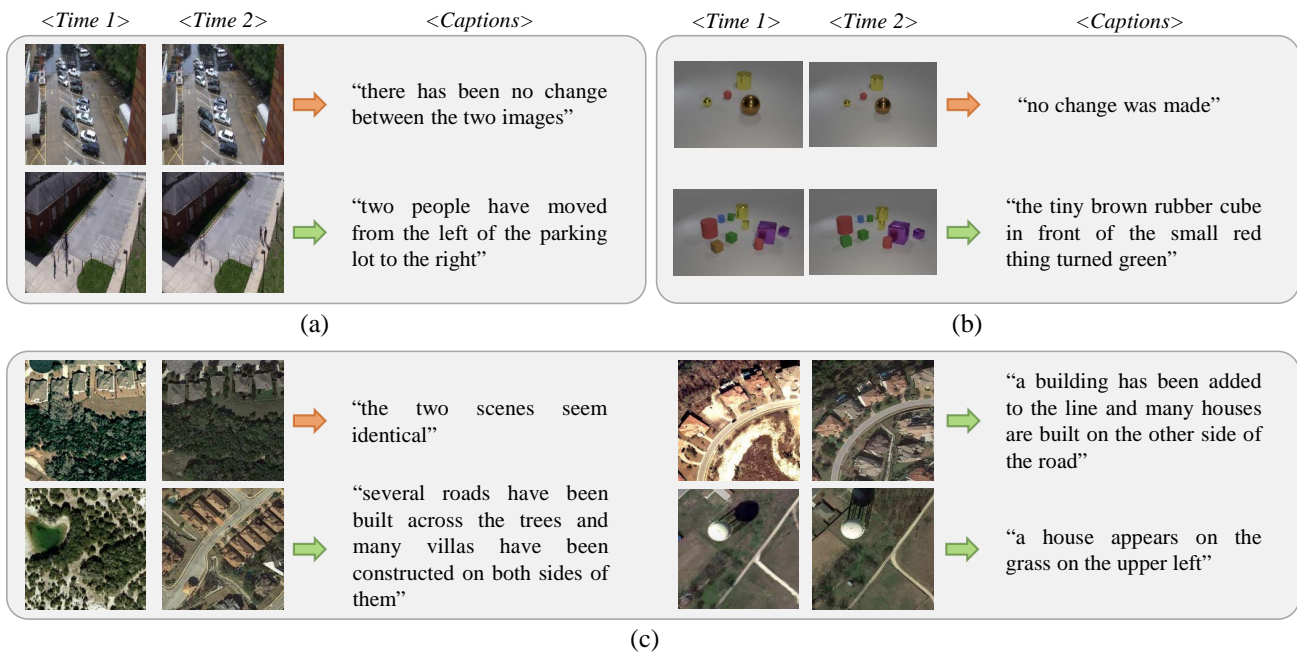 <Time 1> <Time 2> <Captions>
“there has been no change
between the two images”
“two people have moved
from the left of the parking
lot to the right”
(a)
<Time 1> <Time 2> <Captions>
“no change was made”
“the tiny brown rubber cube
in front of the small red
thing turned green”
(b)
“the two scenes seem
identical”
“several roads have been
built across the trees and
many villas have been
constructed on both sides of
them”
“a building has been added
to the line and many houses
are built on the other side of
the road”
“a house appears on the
grass on the upper left”
(c)